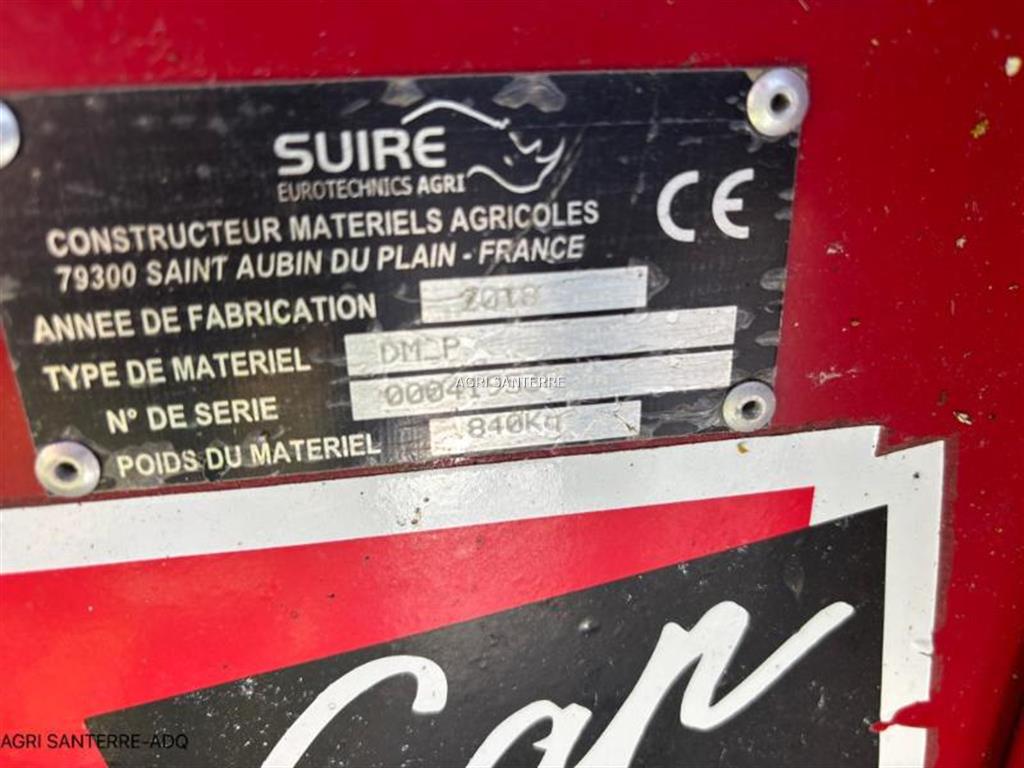 SUIRE
EUROTECHNICS AGRI
CONSTRUCTEUR MATERIELS AGRICOLES
79300 SAINT AUBIN DU PLAIN - FRANCE
CE
ANNEE DE FABRICATION 2018
TYPE DE MATERIEL DM_P
AGRI SANTERRE
N° DE SERIE
POIDS DU MATERIEL 840Kg
Cap
AGRI SANTERRE-ADQ